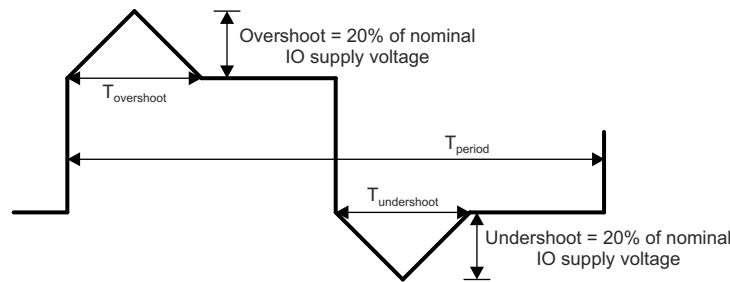 Overshoot = 20% of nominal
IO supply voltage
Tovershoot
Tperiod
Tundershoot
Undershoot = 20% of nominal
IO supply voltage